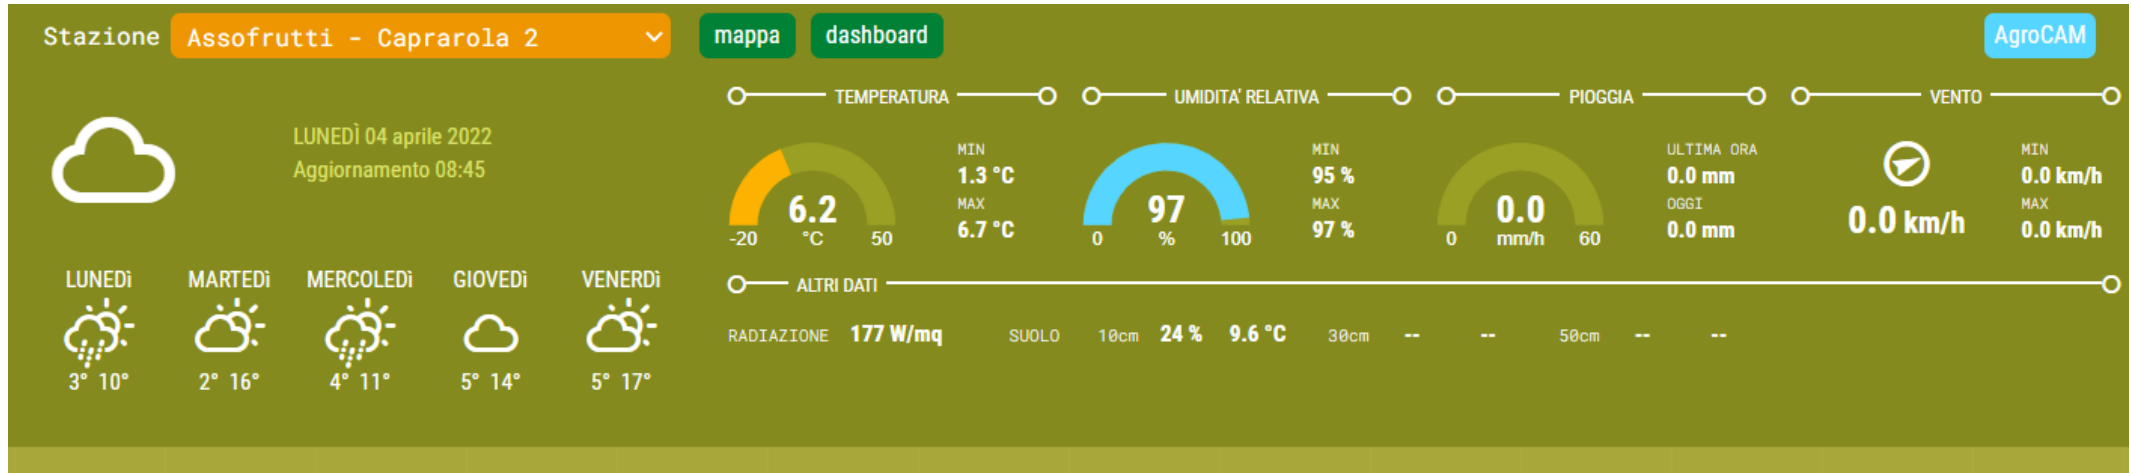 Stazione Assofrutti - Caprarola 2 mappa dashboard AgroCAM
LUNEDÌ 04 aprile 2022
Aggiornamento 08:45
LUNEDì MARTEDì MERCOLEDì GIOVEDì VENERDì
3° 10° 2° 16° 4° 11° 5° 14° 5° 17°
TEMPERATURA
6.2
°C
-20 50
MIN
1.3 °C
MAX
6.7 °C
UMIDITA' RELATIVA
97
%
0 100
MIN
95 %
MAX
97 %
PIOGGIA
0.0
mm/h
0 60
ULTIMA ORA
0.0 mm
OGGI
0.0 mm
VENTO
0.0 km/h
MIN
0.0 km/h
MAX
0.0 km/h
ALTRI DATI
RADIAZIONE 177 W/mq SUOLO 10cm 24 % 9.6 °C 30cm -- -- 50cm -- --